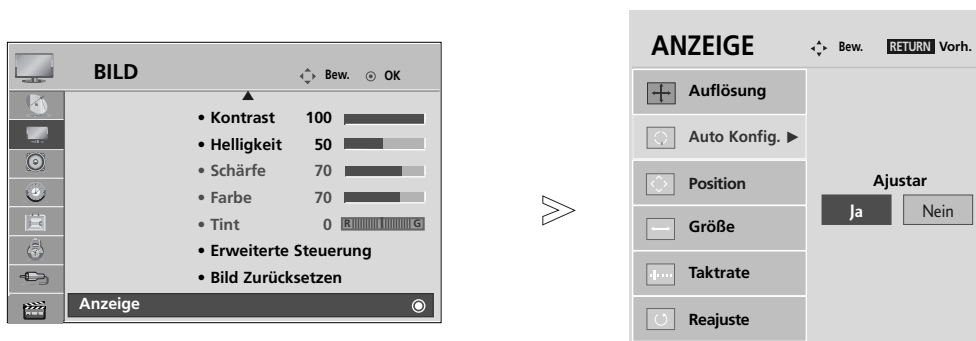 BILD
Bew. OK
• Kontrast 100
• Helligkeit 50
• Schärfe 70
• Farbe 70
• Tint 0 R G
• Erweiterte Steuerung
• Bild Zurücksetzen
Anzeige
ANZEIGE
Bew. RETURN Vorh.
Auflösung
Auto Konfig. ►
Position
Größe
Taktrate
Reajuste
Ajustar
Ja Nein